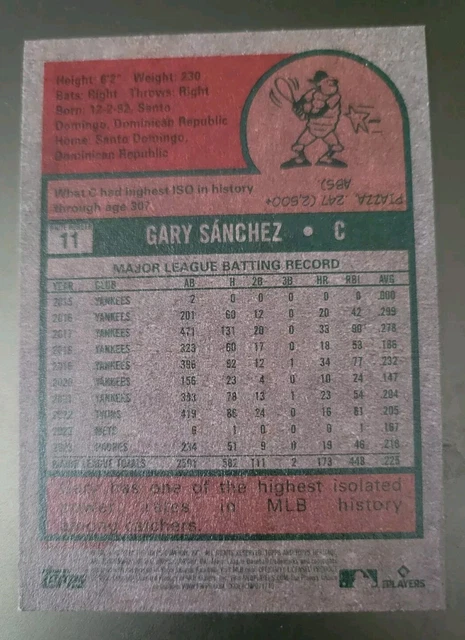 Height: 6'2" Weight: 230
Bats: Right Throws: Right
Born: 12-2-92, Santo
Domingo, Dominican Republic
Home: Santo Domingo,
Dominican Republic
What C had highest ISO in history
through age 30?
PIAZZA, .247 (2,500+
ABS)
11
GARY SÁNCHEZ • C
MAJOR LEAGUE BATTING RECORD
YEAR CLUB AB H 2B 3B HR RBI AVG
2015 YANKEES 2 0 0 0 0 0 .000
2016 YANKEES 201 60 12 0 20 42 .299
2017 YANKEES 471 131 20 0 33 90 .278
2018 YANKEES 323 60 17 0 18 53 .186
2019 YANKEES 396 92 12 1 34 77 .232
2020 YANKEES 156 23 4 0 10 24 .147
2021 YANKEES 383 78 13 1 23 54 .204
2022 TWINS 419 86 24 0 16 61 .205
2023 METS 6 1 0 0 0 1 .167
2023 PADRES 234 51 9 0 19 46 .218
MAJOR LEAGUE TOTALS 2591 582 111 2 173 448 .225
Gary has one of the highest isolated
power rates in MLB history
among catchers.
topps
PLAYERS